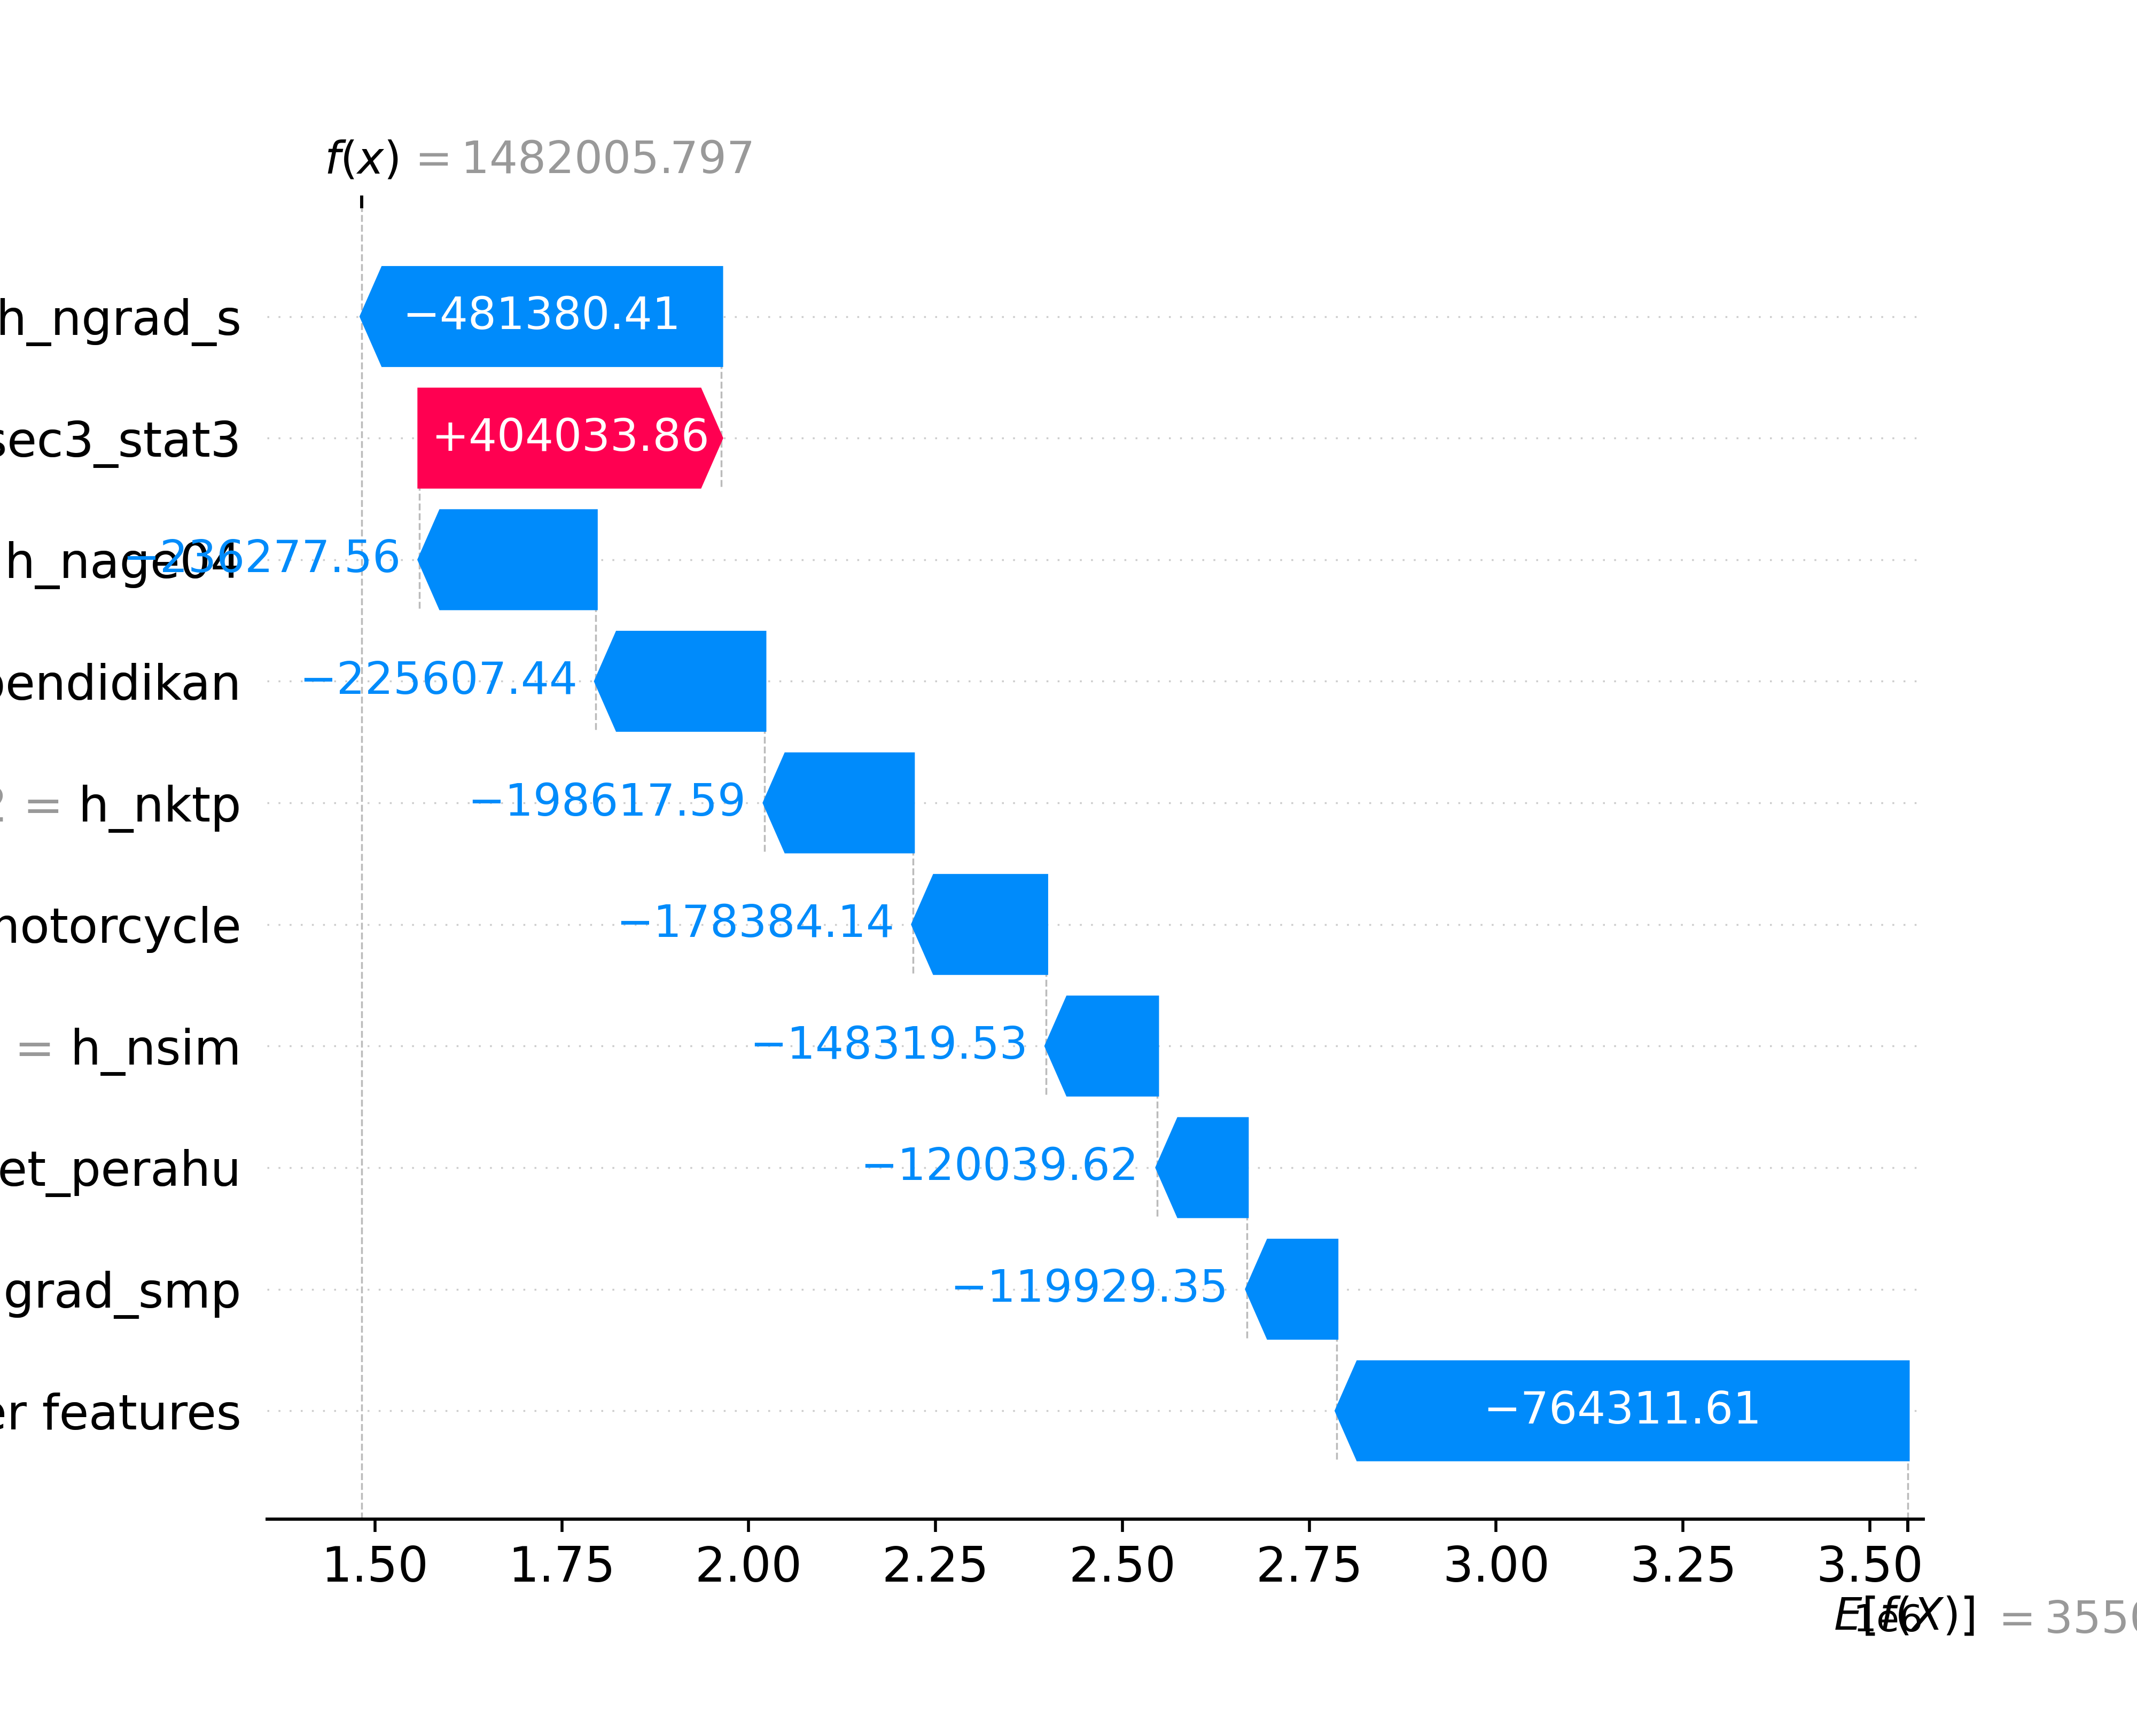 f(x) = 1482005.797
h_ngrad_s
−481380.41
sec3_stat3
+404033.86
h_nage04
−236277.56
pendidikan
−225607.44
2 = h_nktp
−198617.59
motorcycle
−178384.14
= h_nsim
−148319.53
et_perahu
−120039.62
grad_smp
−119929.35
er features
−764311.61
1.50 1.75 2.00 2.25 2.50 2.75 3.00 3.25 3.50
1e6
E[f(X)] = 3550